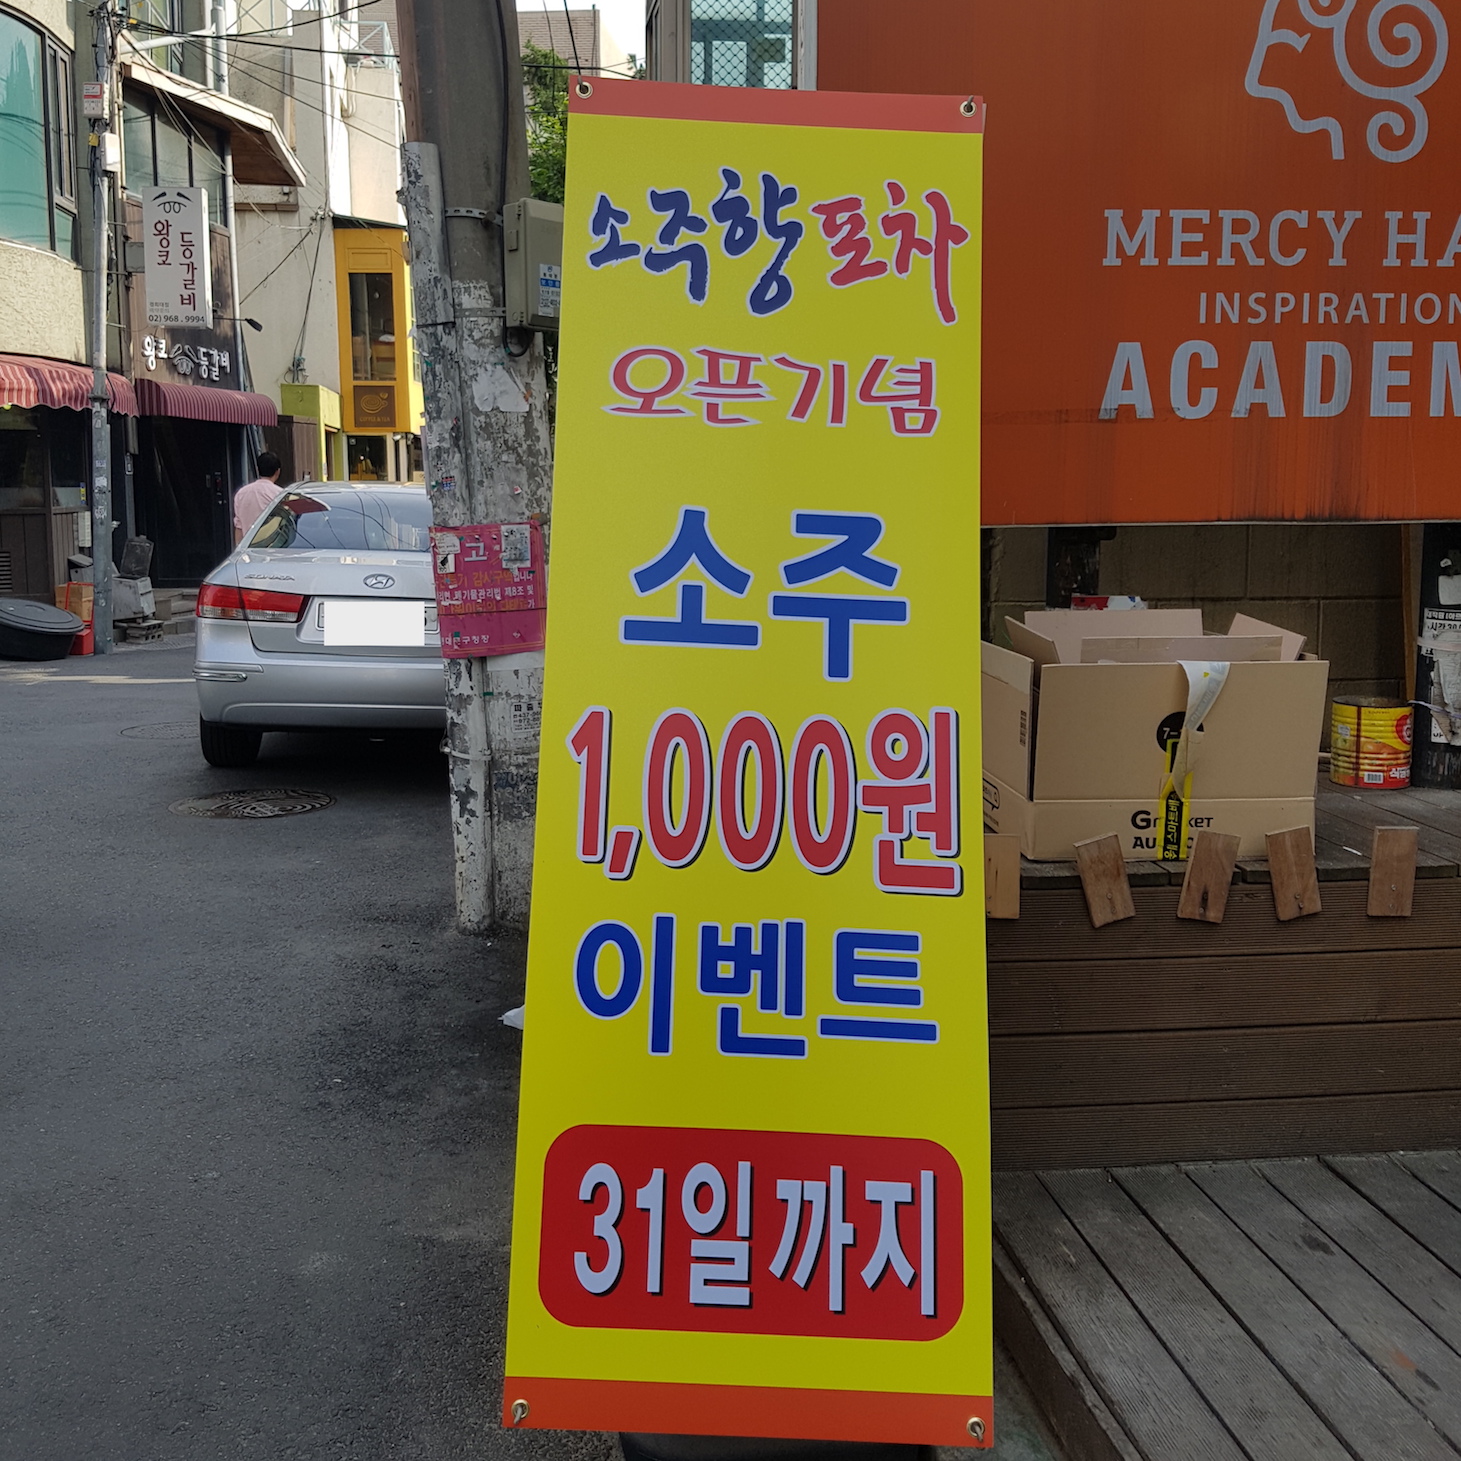 소주향포차
오픈기념
소주
1,000원
이벤트
31일까지
MERCY HA
INSPIRATION
ACADEM
왕코
등갈비
02) 968 . 9994
왕코 등갈비
SONATA
고